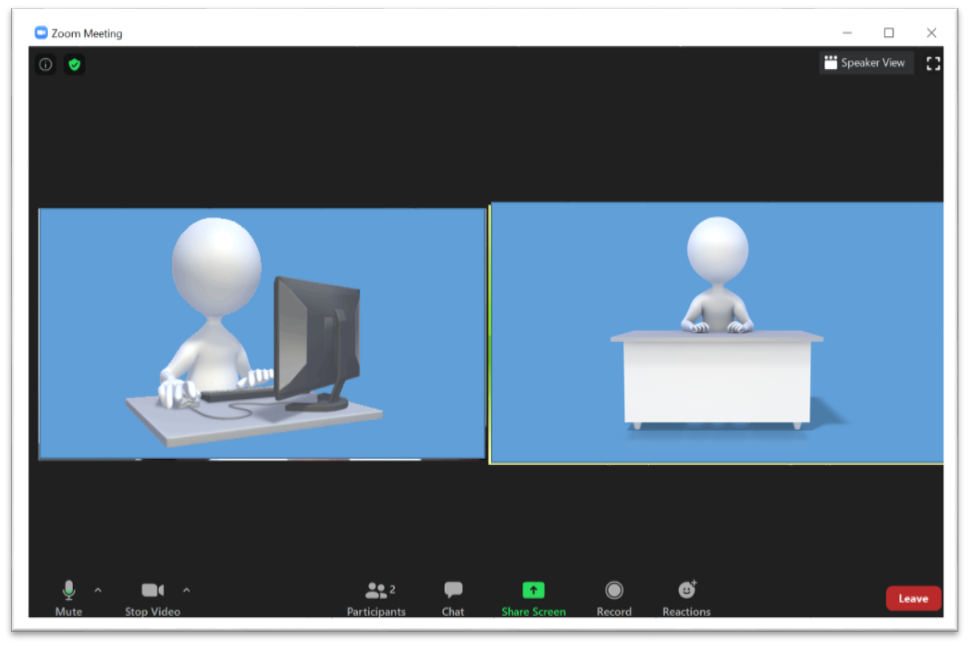 Zoom Meeting
Speaker View
2
Mute
Stop Video
Participants
Chat
Share Screen
Record
Reactions
Leave